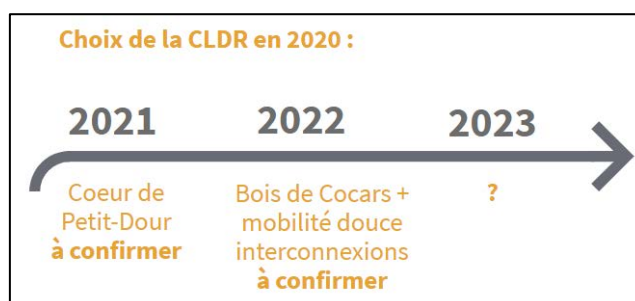 Choix de la CLDR en 2020 :
2021 2022 2023
Coeur de
Petit-Dour
à confirmer
Bois de Cocars +
mobilité douce
interconnexions
à confirmer
?